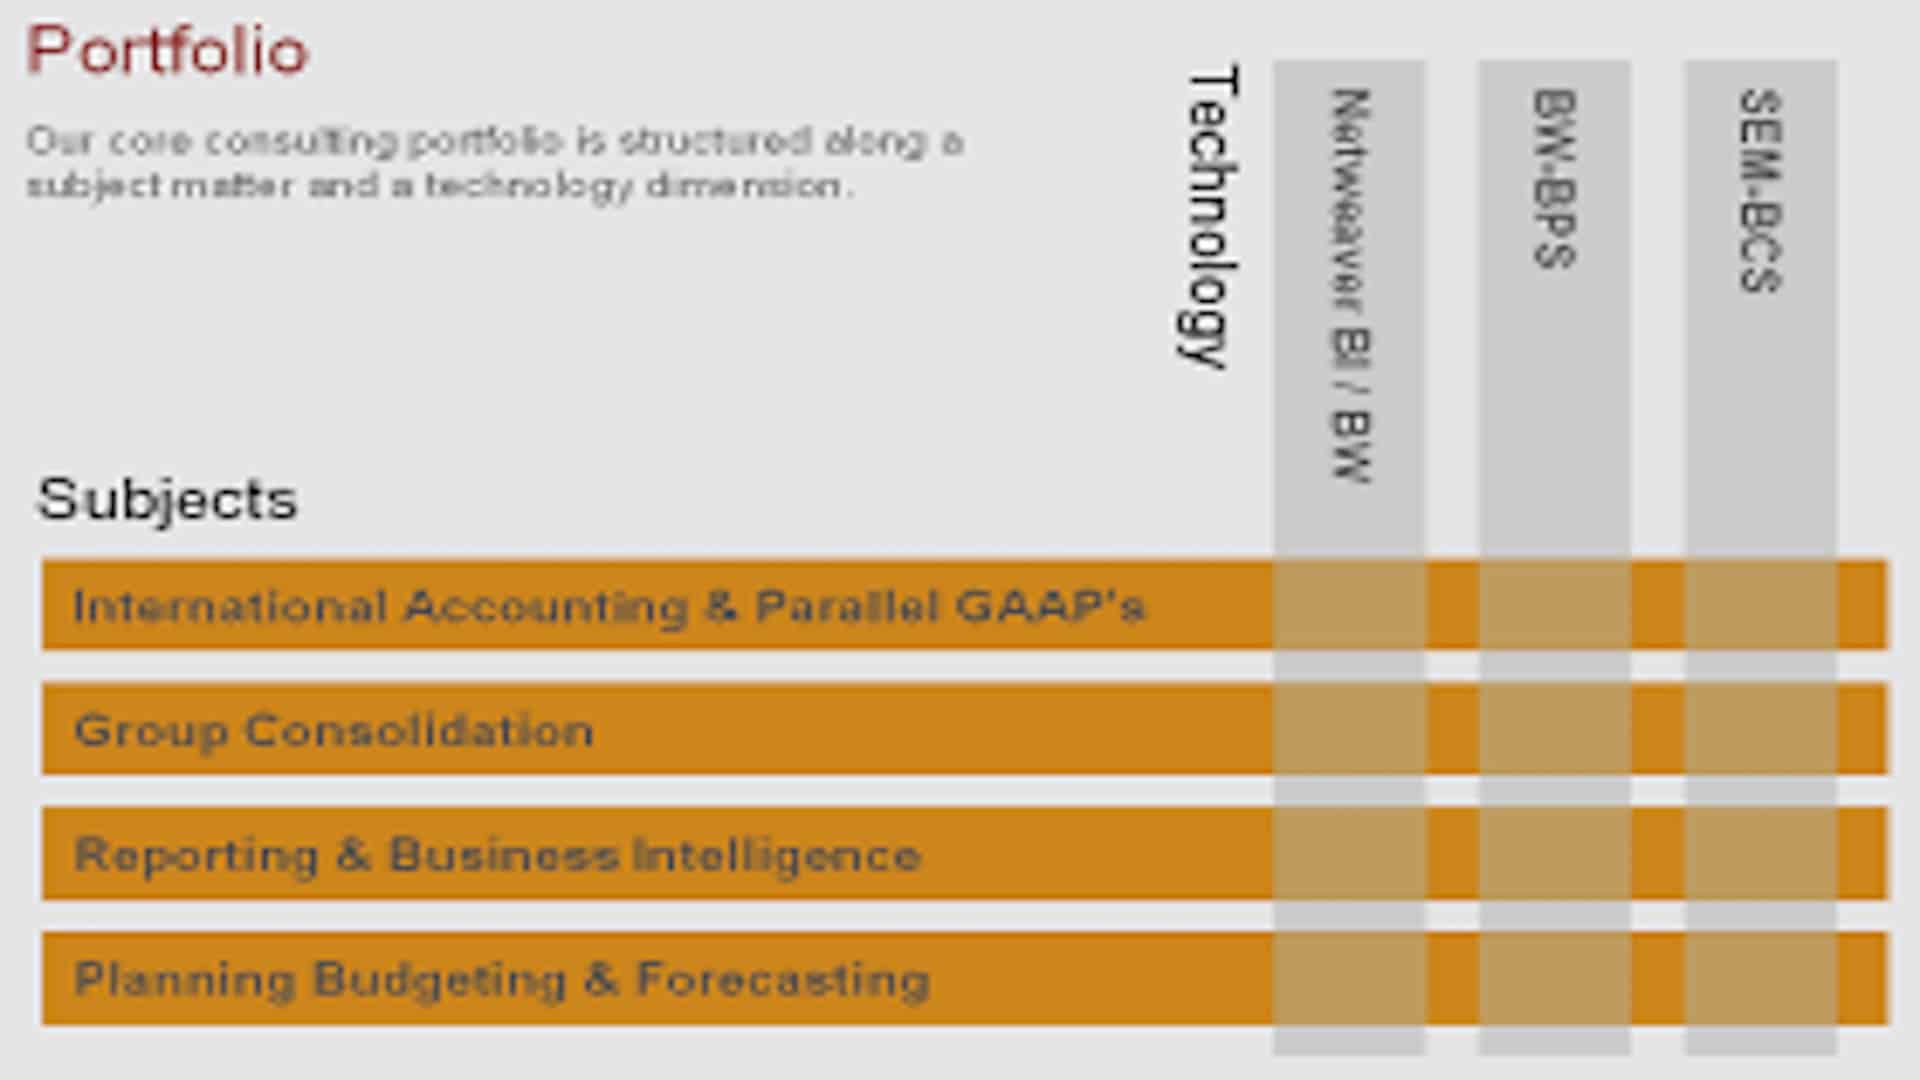 Portfolio
Our core consulting portfolio is structured along a
subject matter and a technology dimension.
Technology
Netweaver BI / BW
BW-BPS
SEM-BCS
Subjects
International Accounting & Parallel GAAP's
Group Consolidation
Reporting & Business Intelligence
Planning Budgeting & Forecasting